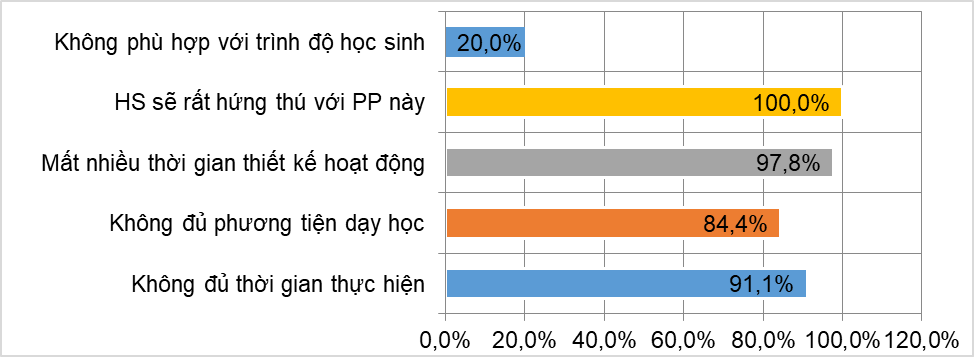 Không phù hợp với trình độ học sinh
20,0%
HS sẽ rất hứng thú với PP này
100,0%
Mất nhiều thời gian thiết kế hoạt động
97,8%
Không đủ phương tiện dạy học
84,4%
Không đủ thời gian thực hiện
91,1%
0,0% 20,0% 40,0% 60,0% 80,0% 100,0% 120,0%